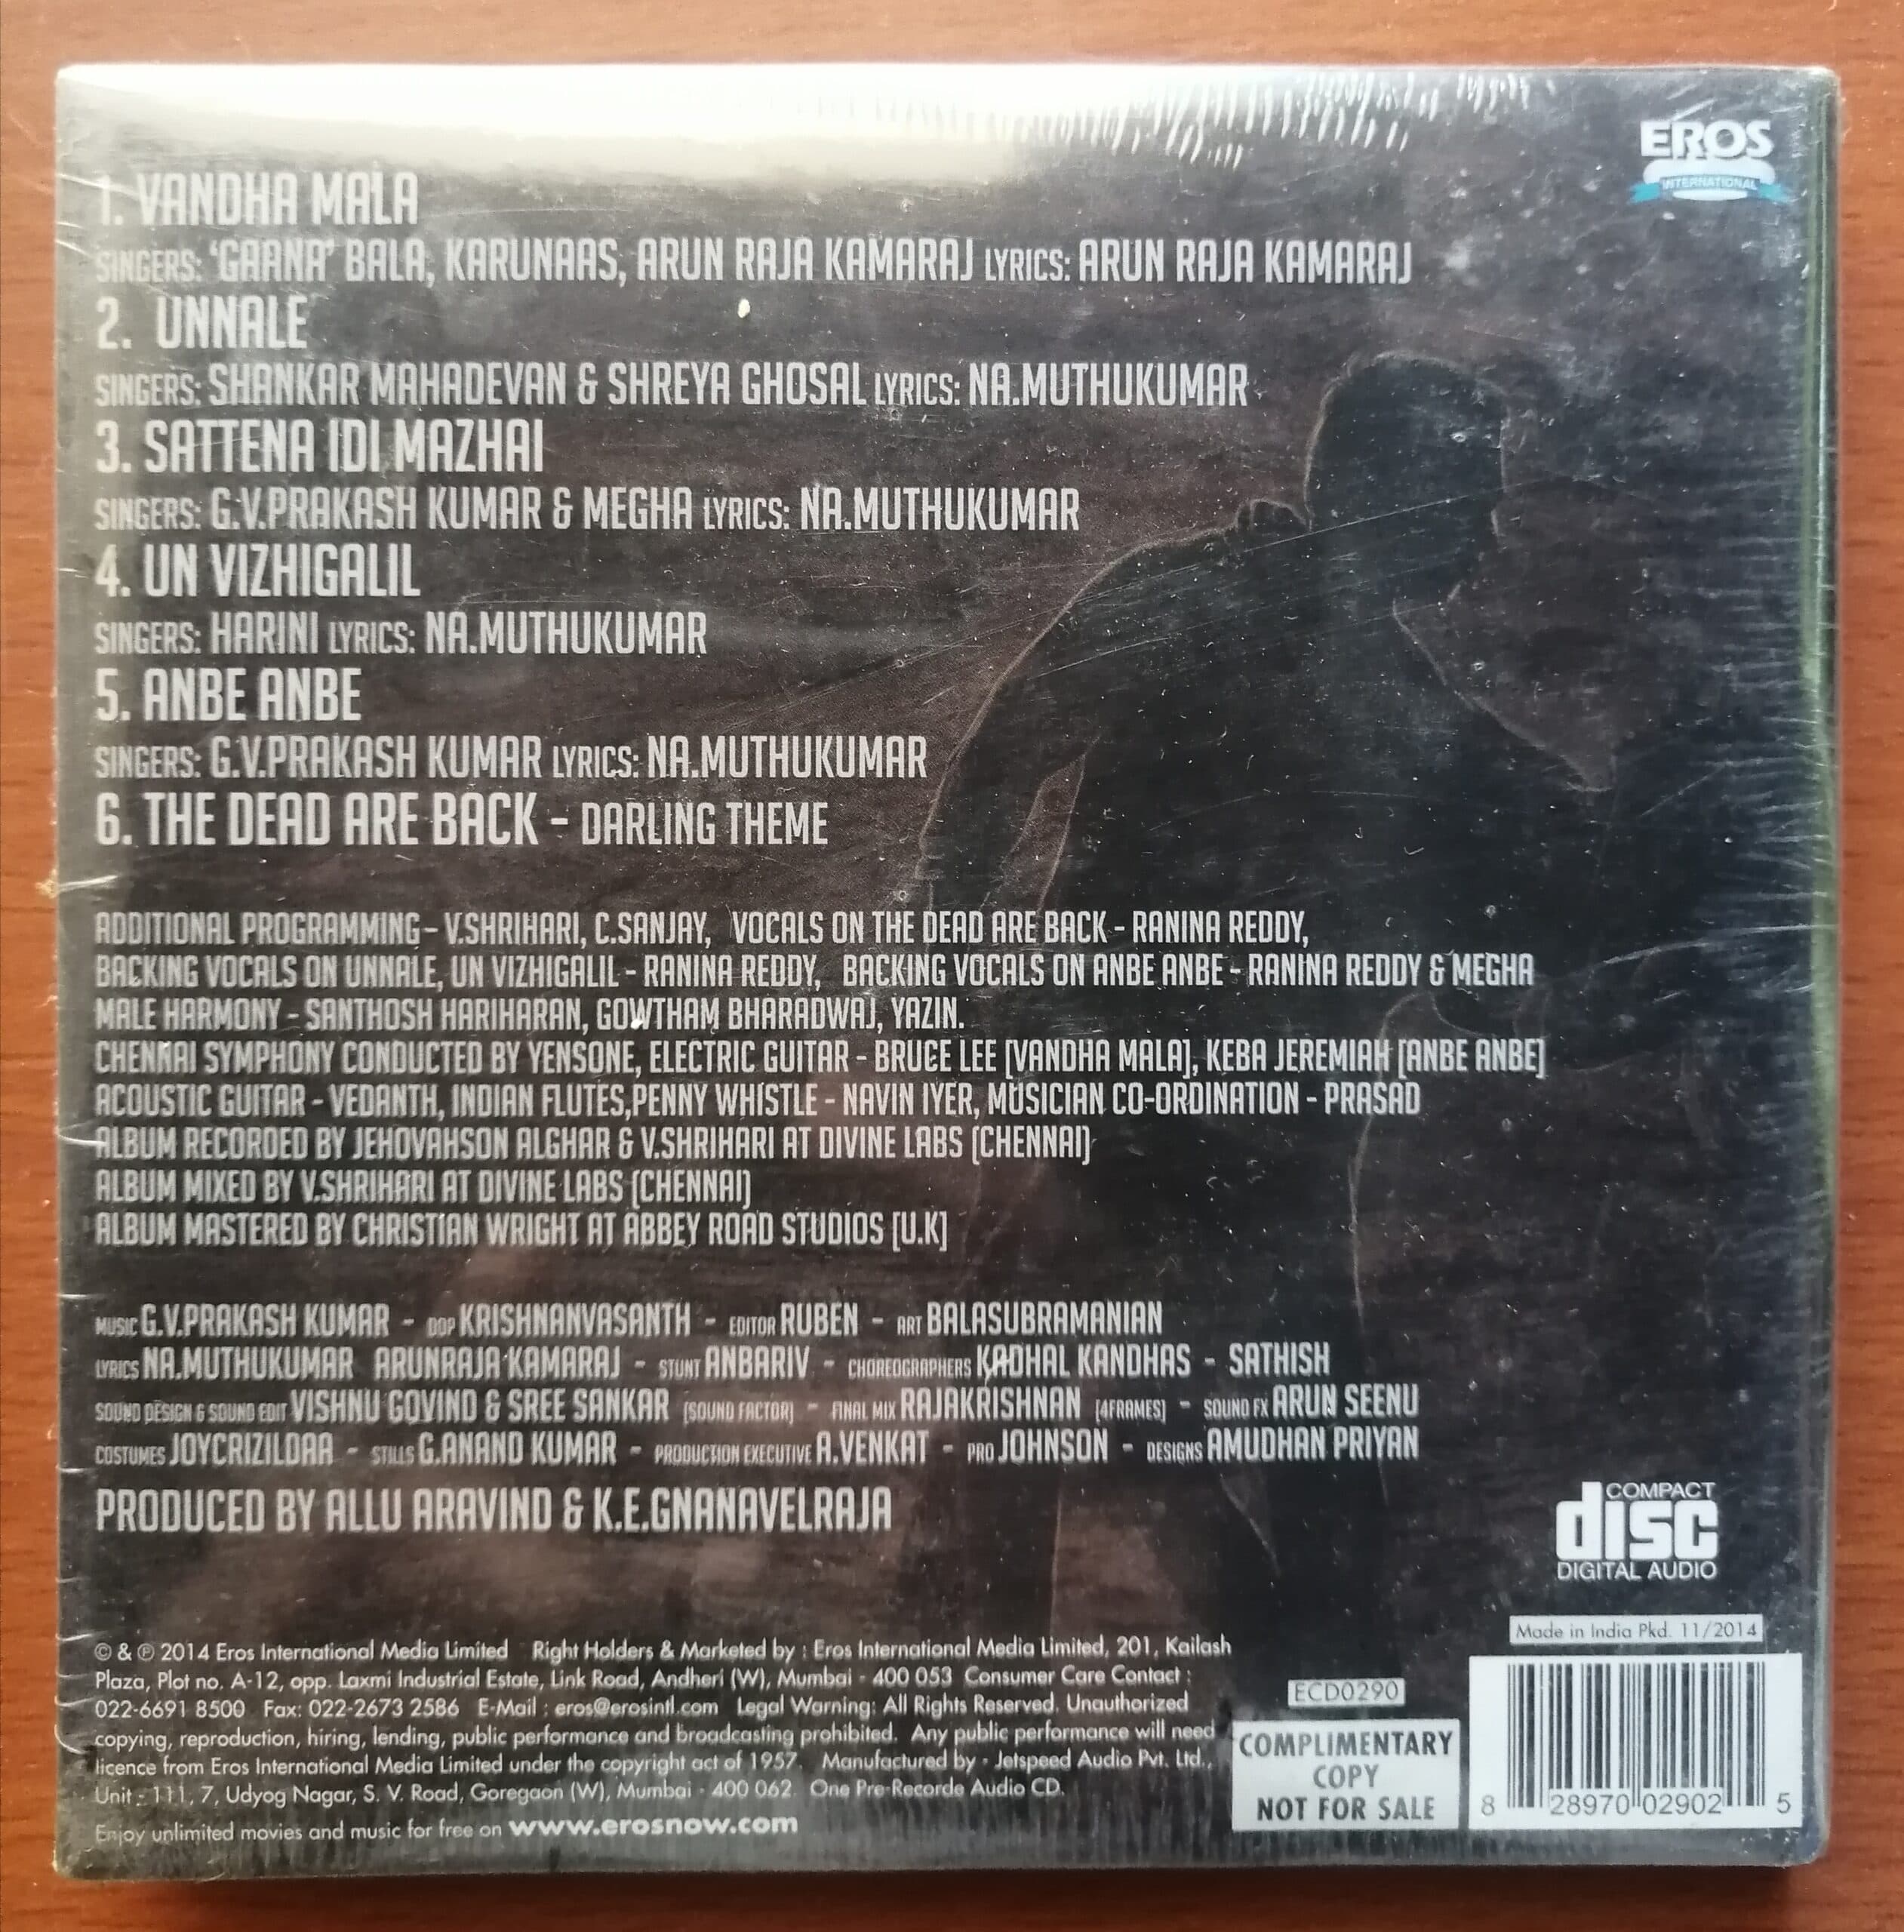 EROS
INTERNATIONAL
1. VANDHA MALA
SINGERS: 'GAANA' BALA, KARUNAAS, ARUN RAJA KAMARAJ LYRICS: ARUN RAJA KAMARAJ
2. UNNALE
SINGERS: SHANKAR MAHADEVAN & SHREYA GHOSAL LYRICS: NA.MUTHUKUMAR
3. SATTENA IDI MAZHAI
SINGERS: G.V.PRAKASH KUMAR & MEGHA LYRICS: NA.MUTHUKUMAR
4. UN VIZHIGALIL
SINGERS: HARINI LYRICS: NA.MUTHUKUMAR
5. ANBE ANBE
SINGERS: G.V.PRAKASH KUMAR LYRICS: NA.MUTHUKUMAR
6. THE DEAD ARE BACK - DARLING THEME
ADDITIONAL PROGRAMMING- V.SHRIHARI, C.SANJAY, VOCALS ON THE DEAD ARE BACK - RANINA REDDY,
BACKING VOCALS ON UNNALE, UN VIZHIGALIL - RANINA REDDY, BACKING VOCALS ON ANBE ANBE - RANINA REDDY & MEGHA
MALE HARMONY - SANTHOSH HARIHARAN, GOWTHAM BHARADWAJ, YAZIN.
CHENNAI SYMPHONY CONDUCTED BY YENSONE, ELECTRIC GUITAR - BRUCE LEE [VANDHA MALA], KEBA JEREMIAH [ANBE ANBE]
ACOUSTIC GUITAR - VEDANTH, INDIAN FLUTES,PENNY WHISTLE - NAVIN IYER, MUSICIAN CO-ORDINATION - PRASAD
ALBUM RECORDED BY JEHOVAHSON ALGHAR & V.SHRIHARI AT DIVINE LABS [CHENNAI]
ALBUM MIXED BY V.SHRIHARI AT DIVINE LABS [CHENNAI]
ALBUM MASTERED BY CHRISTIAN WRIGHT AT ABBEY ROAD STUDIOS [U.K]
MUSIC G.V.PRAKASH KUMAR - DOP KRISHNANVASANTH - EDITOR RUBEN - ART BALASUBRAMANIAN
LYRICS NA.MUTHUKUMAR ARUNRAJA KAMARAJ - STUNT ANBARIV - CHOREOGRAPHERS KADHAL KANDHAS - SATHISH
SOUND DESIGN & SOUND EDIT VISHNU GOVIND & SREE SANKAR [SOUND FACTOR] - FINAL MIX RAJAKRISHNAN [4FRAMES] - SOUND FX ARUN SEENU
COSTUMES JOYCRIZILDAA - STILLS G.ANAND KUMAR - PRODUCTION EXECUTIVE A.VENKAT - PRO JOHNSON - DESIGNS AMUDHAN PRIYAN
PRODUCED BY ALLU ARAVIND & K.E.GNANAVELRAJA
COMPACT
disc
DIGITAL AUDIO
© & ℗ 2014 Eros International Media Limited Right Holders & Marketed by : Eros International Media Limited, 201, Kailash
Plaza, Plot no. A-12, opp. Laxmi Industrial Estate, Link Road, Andheri (W), Mumbai - 400 053 Consumer Care Contact :
022-6691 8500 Fax: 022-2673 2586 E-Mail : eros@erosintl.com Legal Warning: All Rights Reserved. Unauthorized
copying, reproduction, hiring, lending, public performance and broadcasting prohibited. Any public performance will need
licence from Eros International Media Limited under the copyright act of 1957. Manufactured by - Jetspeed Audio Pvt. Ltd.,
Unit - 111, 7, Udyog Nagar, S. V. Road, Goregaon (W), Mumbai - 400 062. One Pre-Recorde Audio CD.
Enjoy unlimited movies and music for free on www.erosnow.com
Made in India Pkd. 11/2014
ECD0290
COMPLIMENTARY
COPY
NOT FOR SALE
8 28970 02902 5